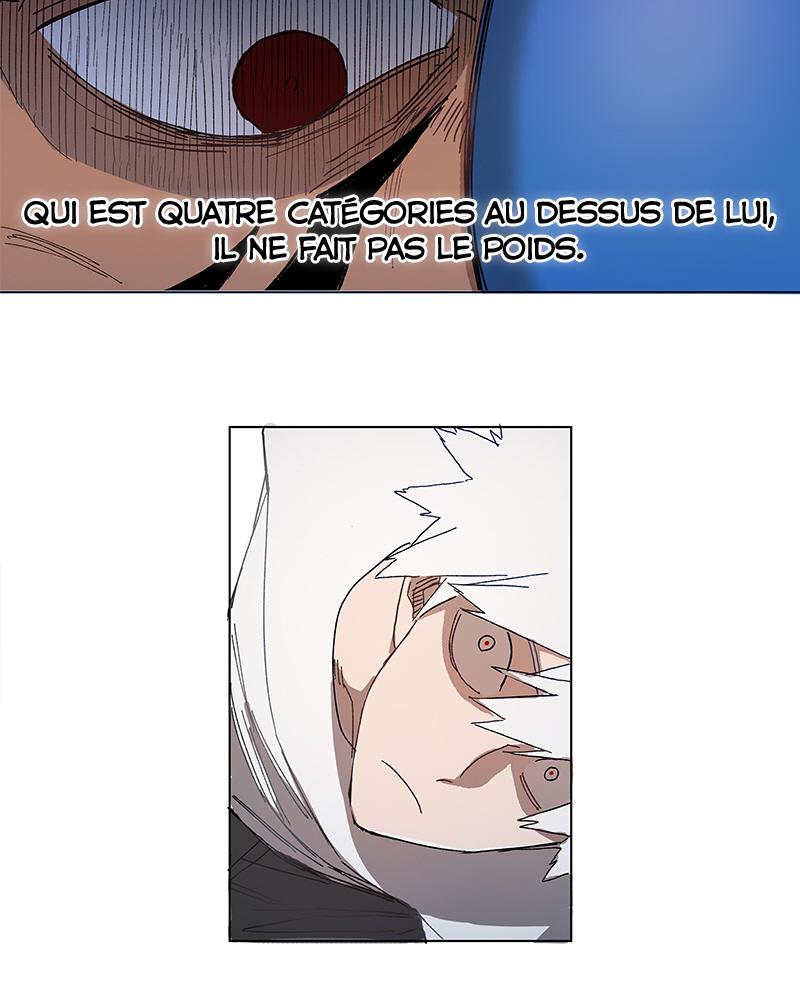 QUI EST QUATRE CATÉGORIES AU DESSUS DE LUI,
IL NE FAIT PAS LE POIDS.